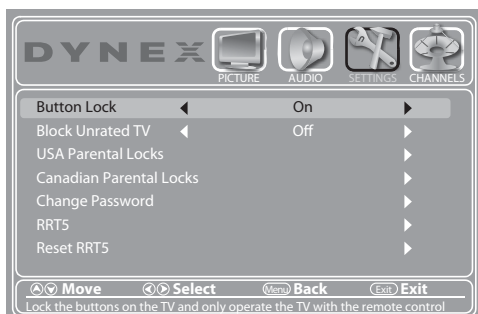 DYNEX
PICTURE AUDIO SETTINGS CHANNELS
Button Lock On
Block Unrated TV Off
USA Parental Locks
Canadian Parental Locks
Change Password
RRT5
Reset RRT5
Move Select Menu Back Exit Exit
Lock the buttons on the TV and only operate the TV with the remote control